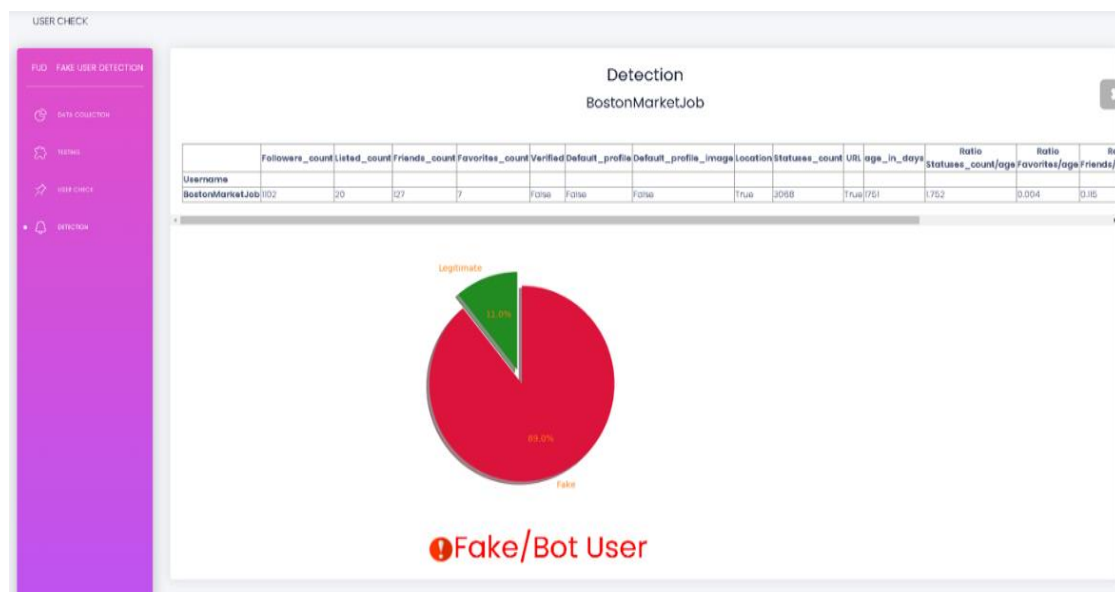 USER CHECK
FUD FAKE USER DETECTION
DATA COLLECTION
TESTING
USER CHECK
DETECTION
Detection
BostonMarketJob
Followers_count Listed_count Friends_count Favorites_count Verified Default_profile Default_profile_image Location Statuses_count URL age_in_days Ratio Statuses_count/age Ratio Favorites/age Friends/
Username
BostonMarketJob 1102 20 127 7 False False False True 3068 True 1751 1.752 0.004 0.115
Legitimate
11.0%
89.0%
Fake
Fake/Bot User